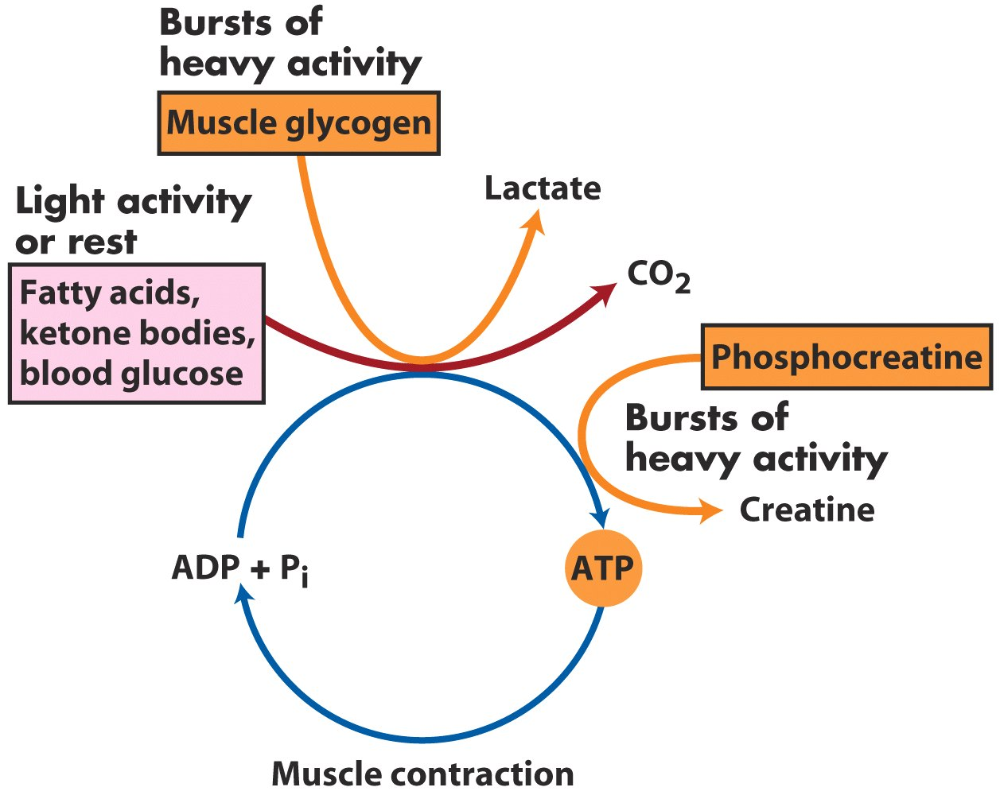 Bursts of
heavy activity
Muscle glycogen
Lactate
Light activity
or rest
Fatty acids,
ketone bodies,
blood glucose
CO₂
Phosphocreatine
Bursts of
heavy activity
Creatine
ADP + Pᵢ
ATP
Muscle contraction